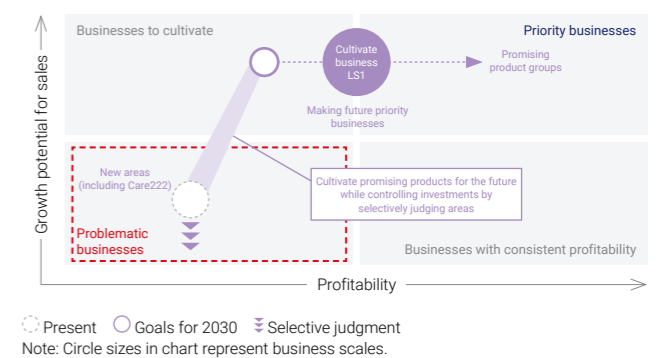 Growth potential for sales
Businesses to cultivate
Priority businesses
Cultivate
business
LS1
Promising
product groups
Making future priority
businesses
New areas
(including Care222)
Cultivate promising products for the future
while controlling investments by
selectively judging areas
Problematic
businesses
Businesses with consistent profitability
Profitability
Present
Goals for 2030
Selective judgment
Note: Circle sizes in chart represent business scales.